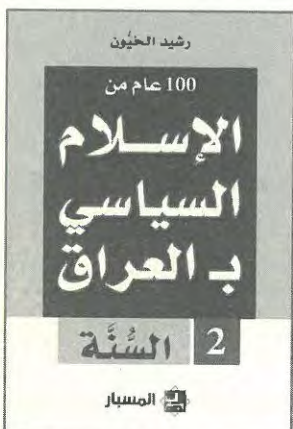 رشيد الخيُّون
100 عام من
الإسلام
السياسي
بـ العراق
2 السُّنَّة
المسبار